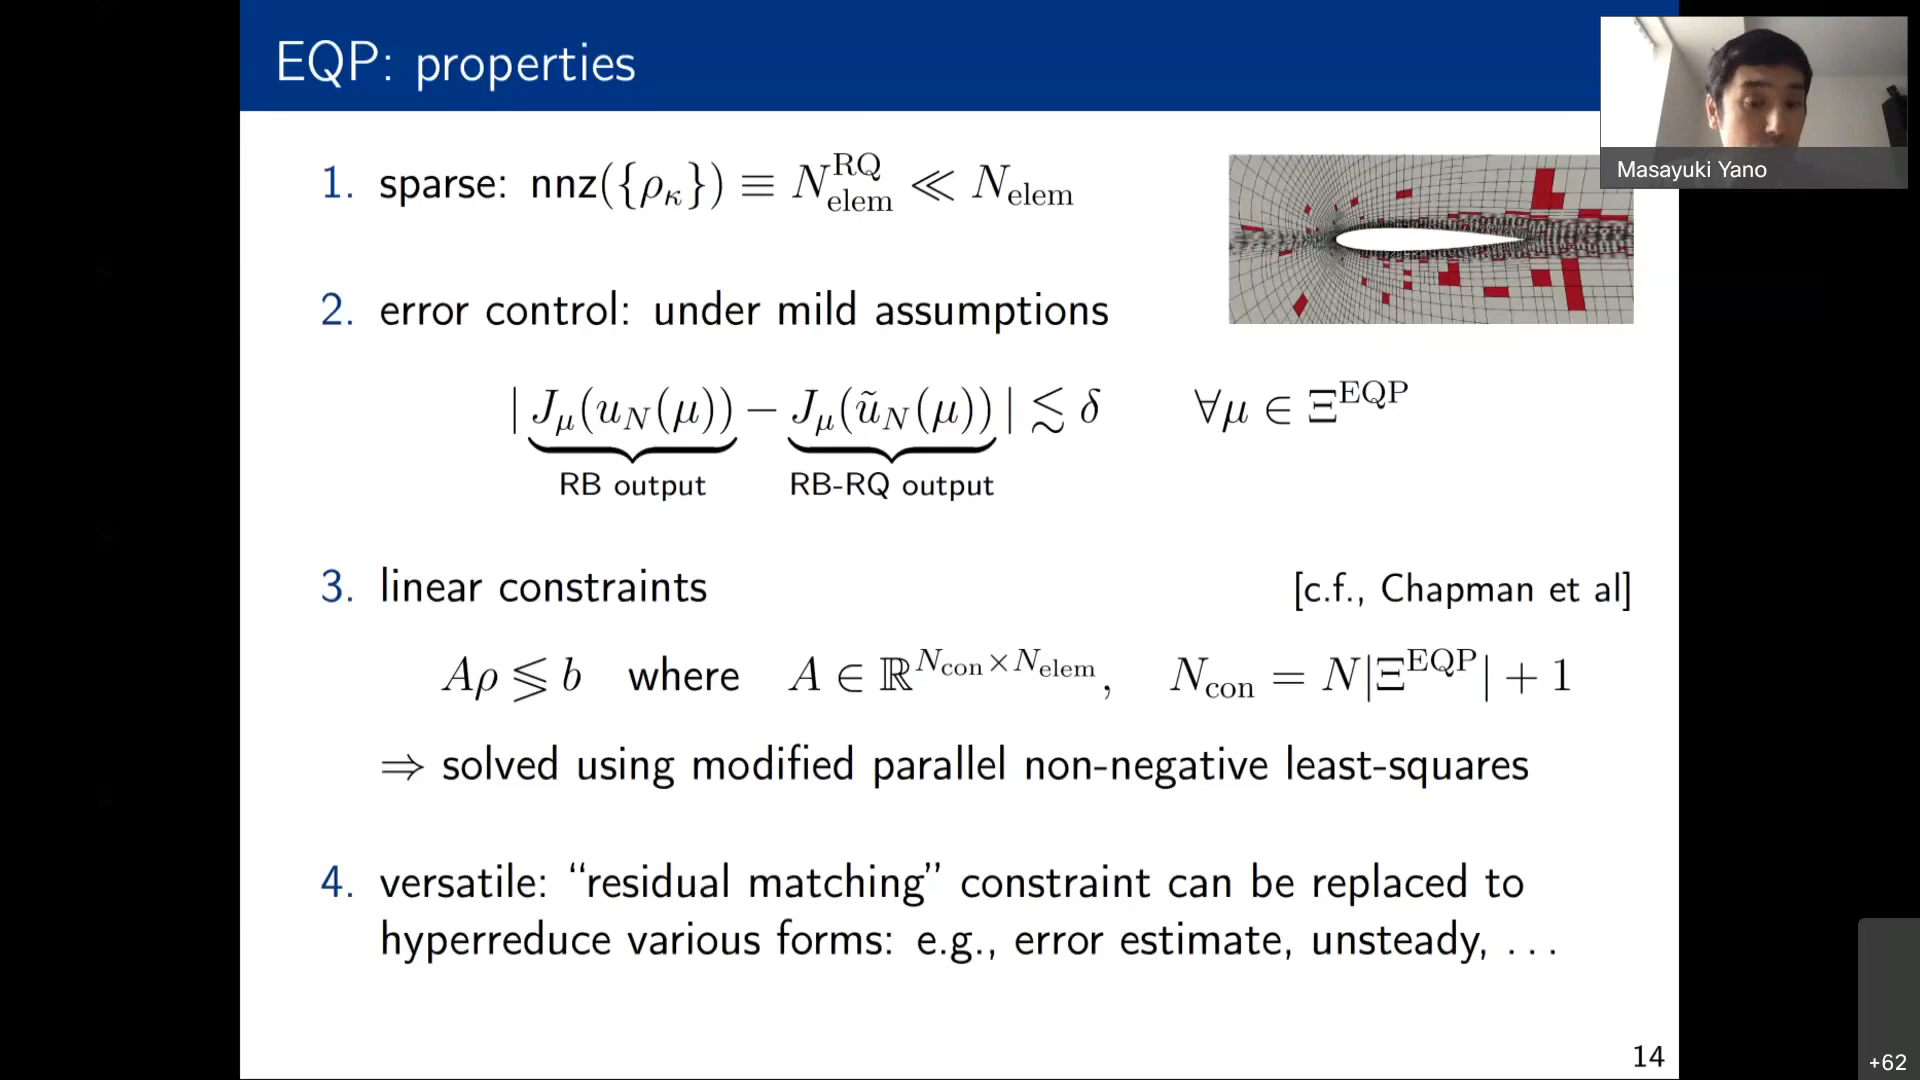 EQP: properties
Masayuki Yano
1. sparse: nnz({ρ_κ}) ≡ N_elem^RQ ≪ N_elem
2. error control: under mild assumptions
| J_μ(u_N(μ)) − J_μ(ũ_N(μ)) | ≲ δ ∀μ ∈ Ξ^EQP
RB output RB-RQ output
3. linear constraints [c.f., Chapman et al]
Aρ ≶ b where A ∈ ℝ^{N_con×N_elem}, N_con = N|Ξ^EQP| + 1
⇒ solved using modified parallel non-negative least-squares
4. versatile: “residual matching” constraint can be replaced to
hyperreduce various forms: e.g., error estimate, unsteady, ...
14
+62